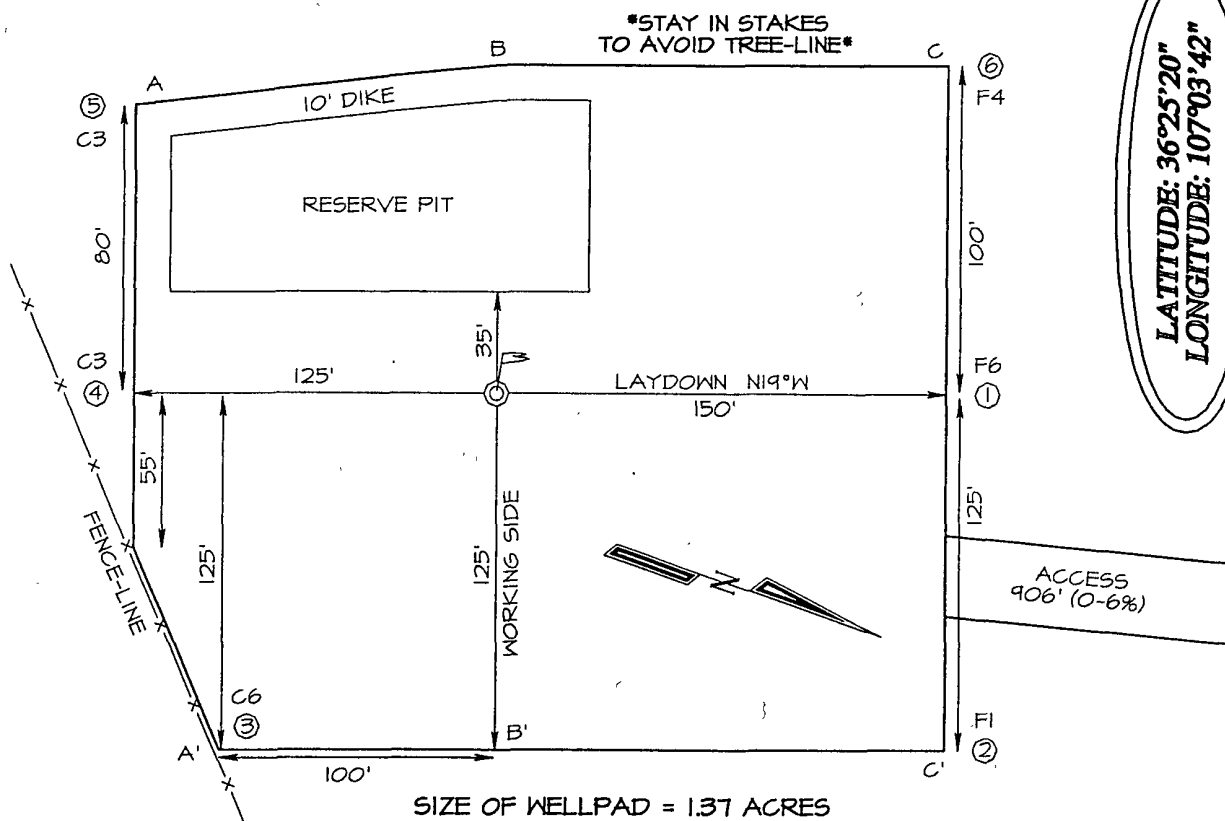 *STAY IN STAKES
TO AVOID TREE-LINE*
LATITUDE: 36°25'20"
LONGITUDE: 107°03'42"
A
B
C
⑤
⑥
10' DIKE
C3
F4
RESERVE PIT
80'
100'
35'
C3
F6
④
125'
LAYDOWN N19°W
①
150'
55'
125'
FENCE-LINE
125'
125'
WORKING SIDE
N
ACCESS
906' (0-6%)
C6
③
F1
②
A'
B'
C'
100'
SIZE OF WELLPAD = 1.37 ACRES